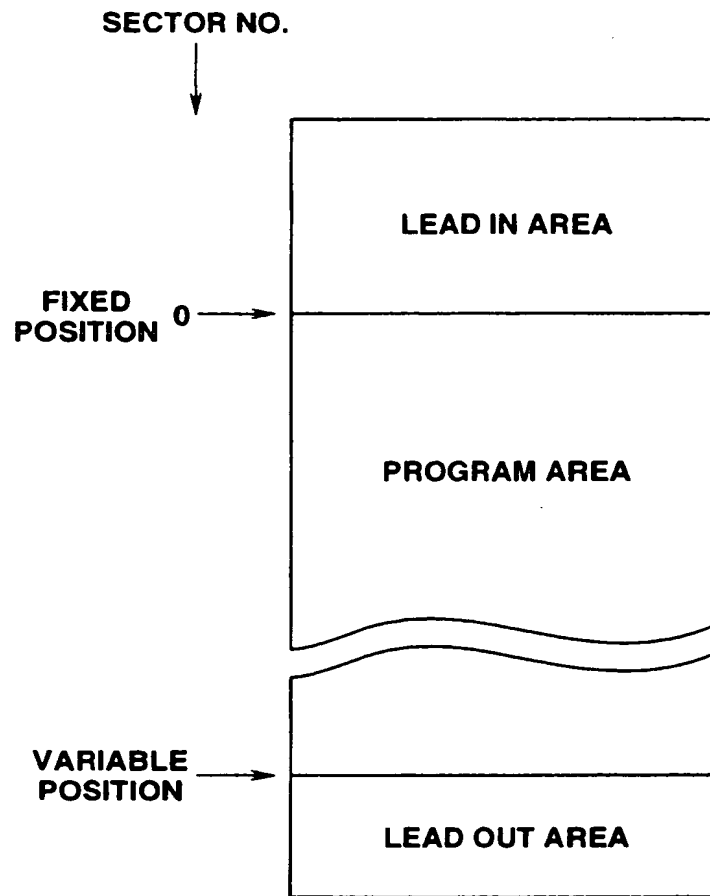 SECTOR NO.
LEAD IN AREA
FIXED
POSITION 0
PROGRAM AREA
VARIABLE
POSITION
LEAD OUT AREA